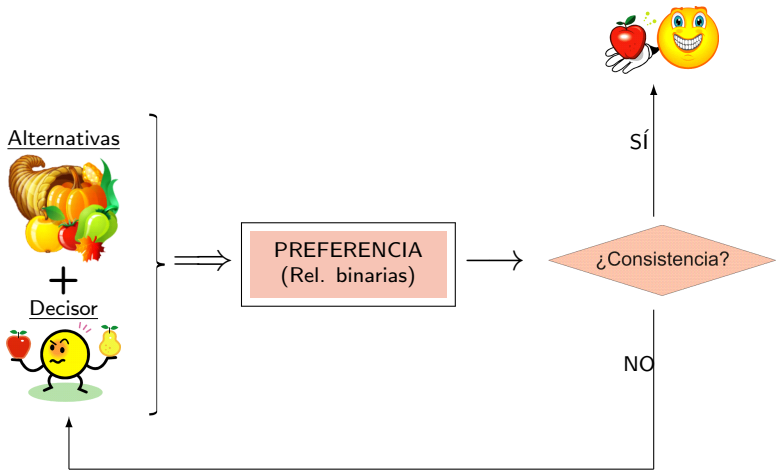 Alternativas
+
Decisor
PREFERENCIA
(Rel. binarias)
¿Consistencia?
SÍ
NO